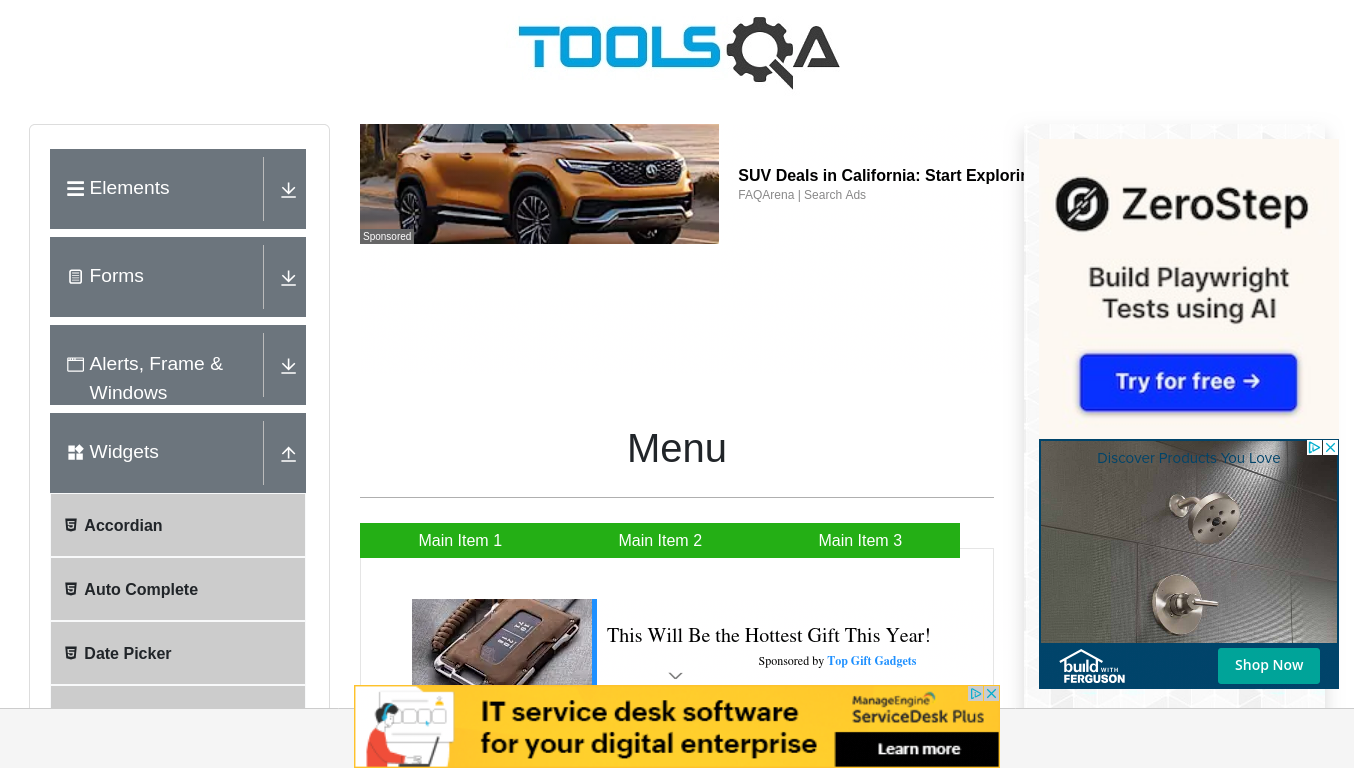 TOOLSQA
Elements
Forms
Alerts, Frame &
Windows
Widgets
Accordian
Auto Complete
Date Picker
Sponsored
SUV Deals in California: Start Explorin
FAQArena | Search Ads
Menu
Main Item 1
Main Item 2
Main Item 3
This Will Be the Hottest Gift This Year!
Sponsored by Top Gift Gadgets
ZeroStep
Build Playwright
Tests using AI
Try for free →
Discover Products You Love
build WITH
FERGUSON
Shop Now
IT service desk software
for your digital enterprise
ManageEngine
ServiceDesk Plus
Learn more